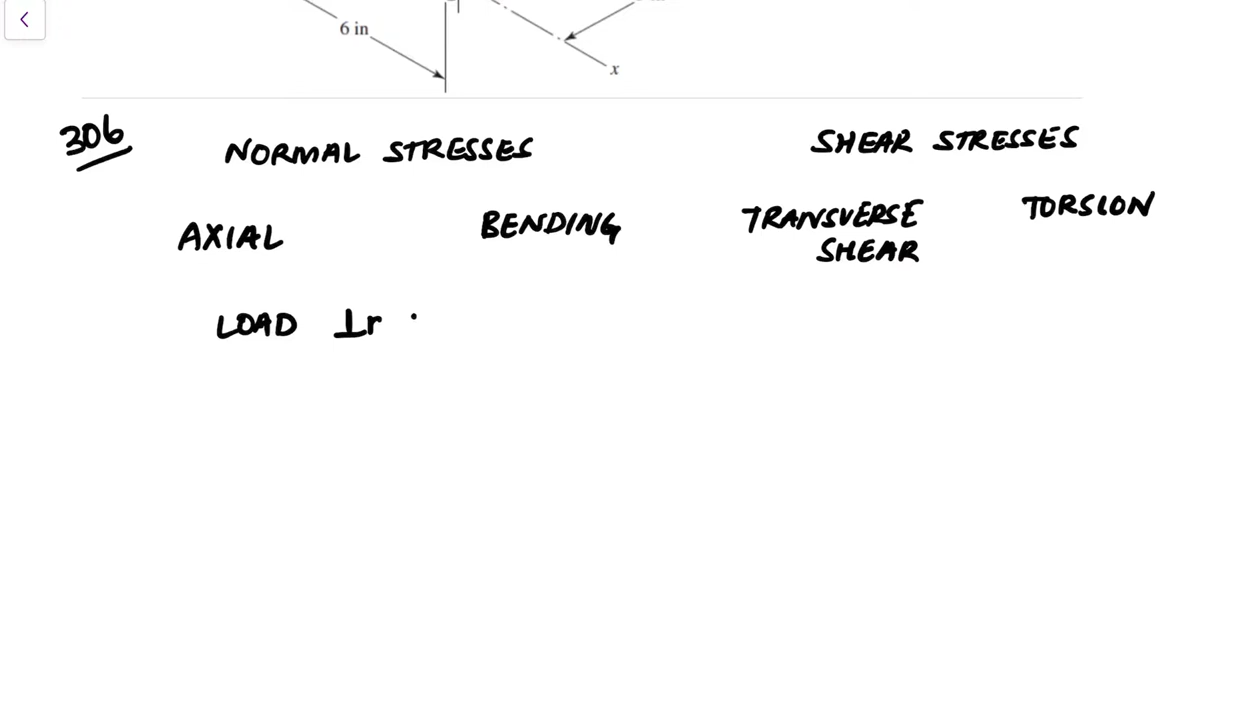 6 in
x
306
NORMAL STRESSES
SHEAR STRESSES
AXIAL
BENDING
TRANSVERSE
SHEAR
TORSION
LOAD ⊥r